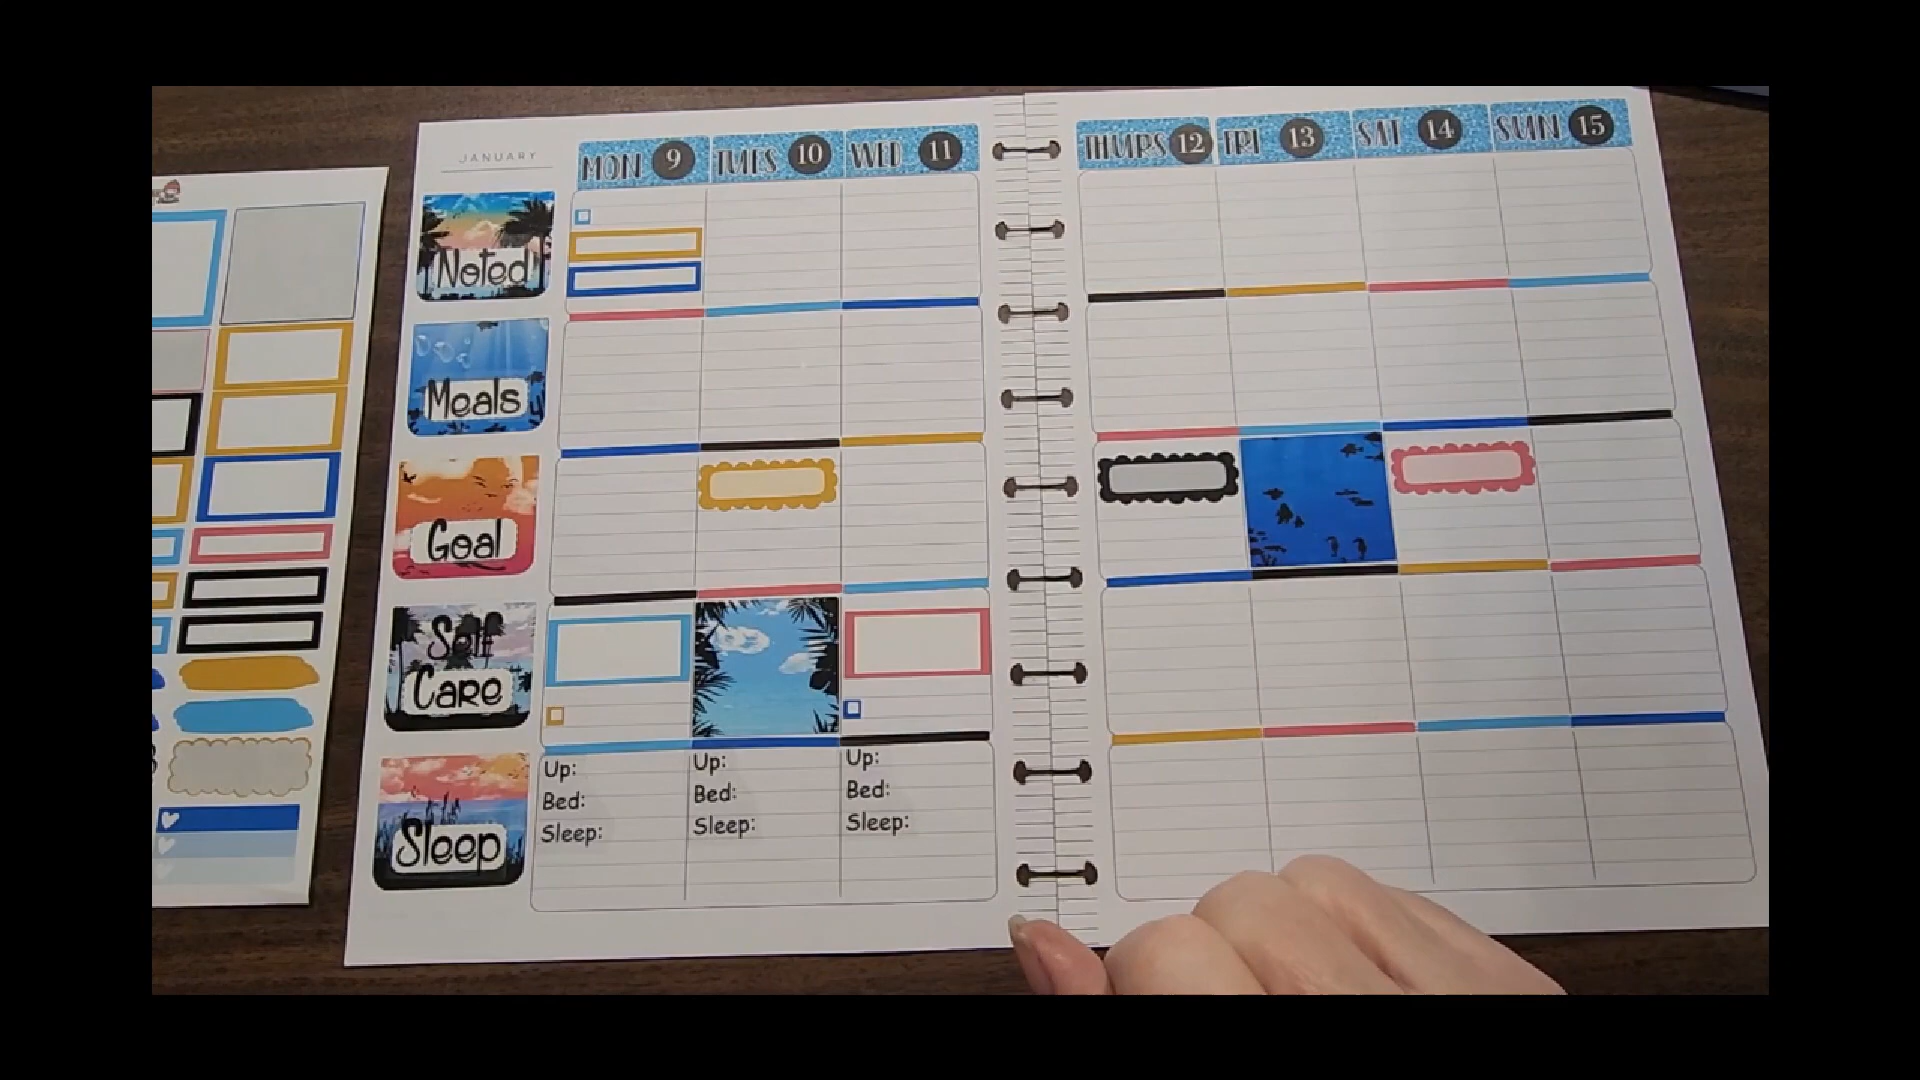 JANUARY
MON 9
TUES 10
WED 11
THURS 12
FRI 13
SAT 14
SUN 15
Noted
Meals
Goal
Self
Care
Sleep
Up:
Bed:
Sleep:
Up:
Bed:
Sleep:
Up:
Bed:
Sleep: